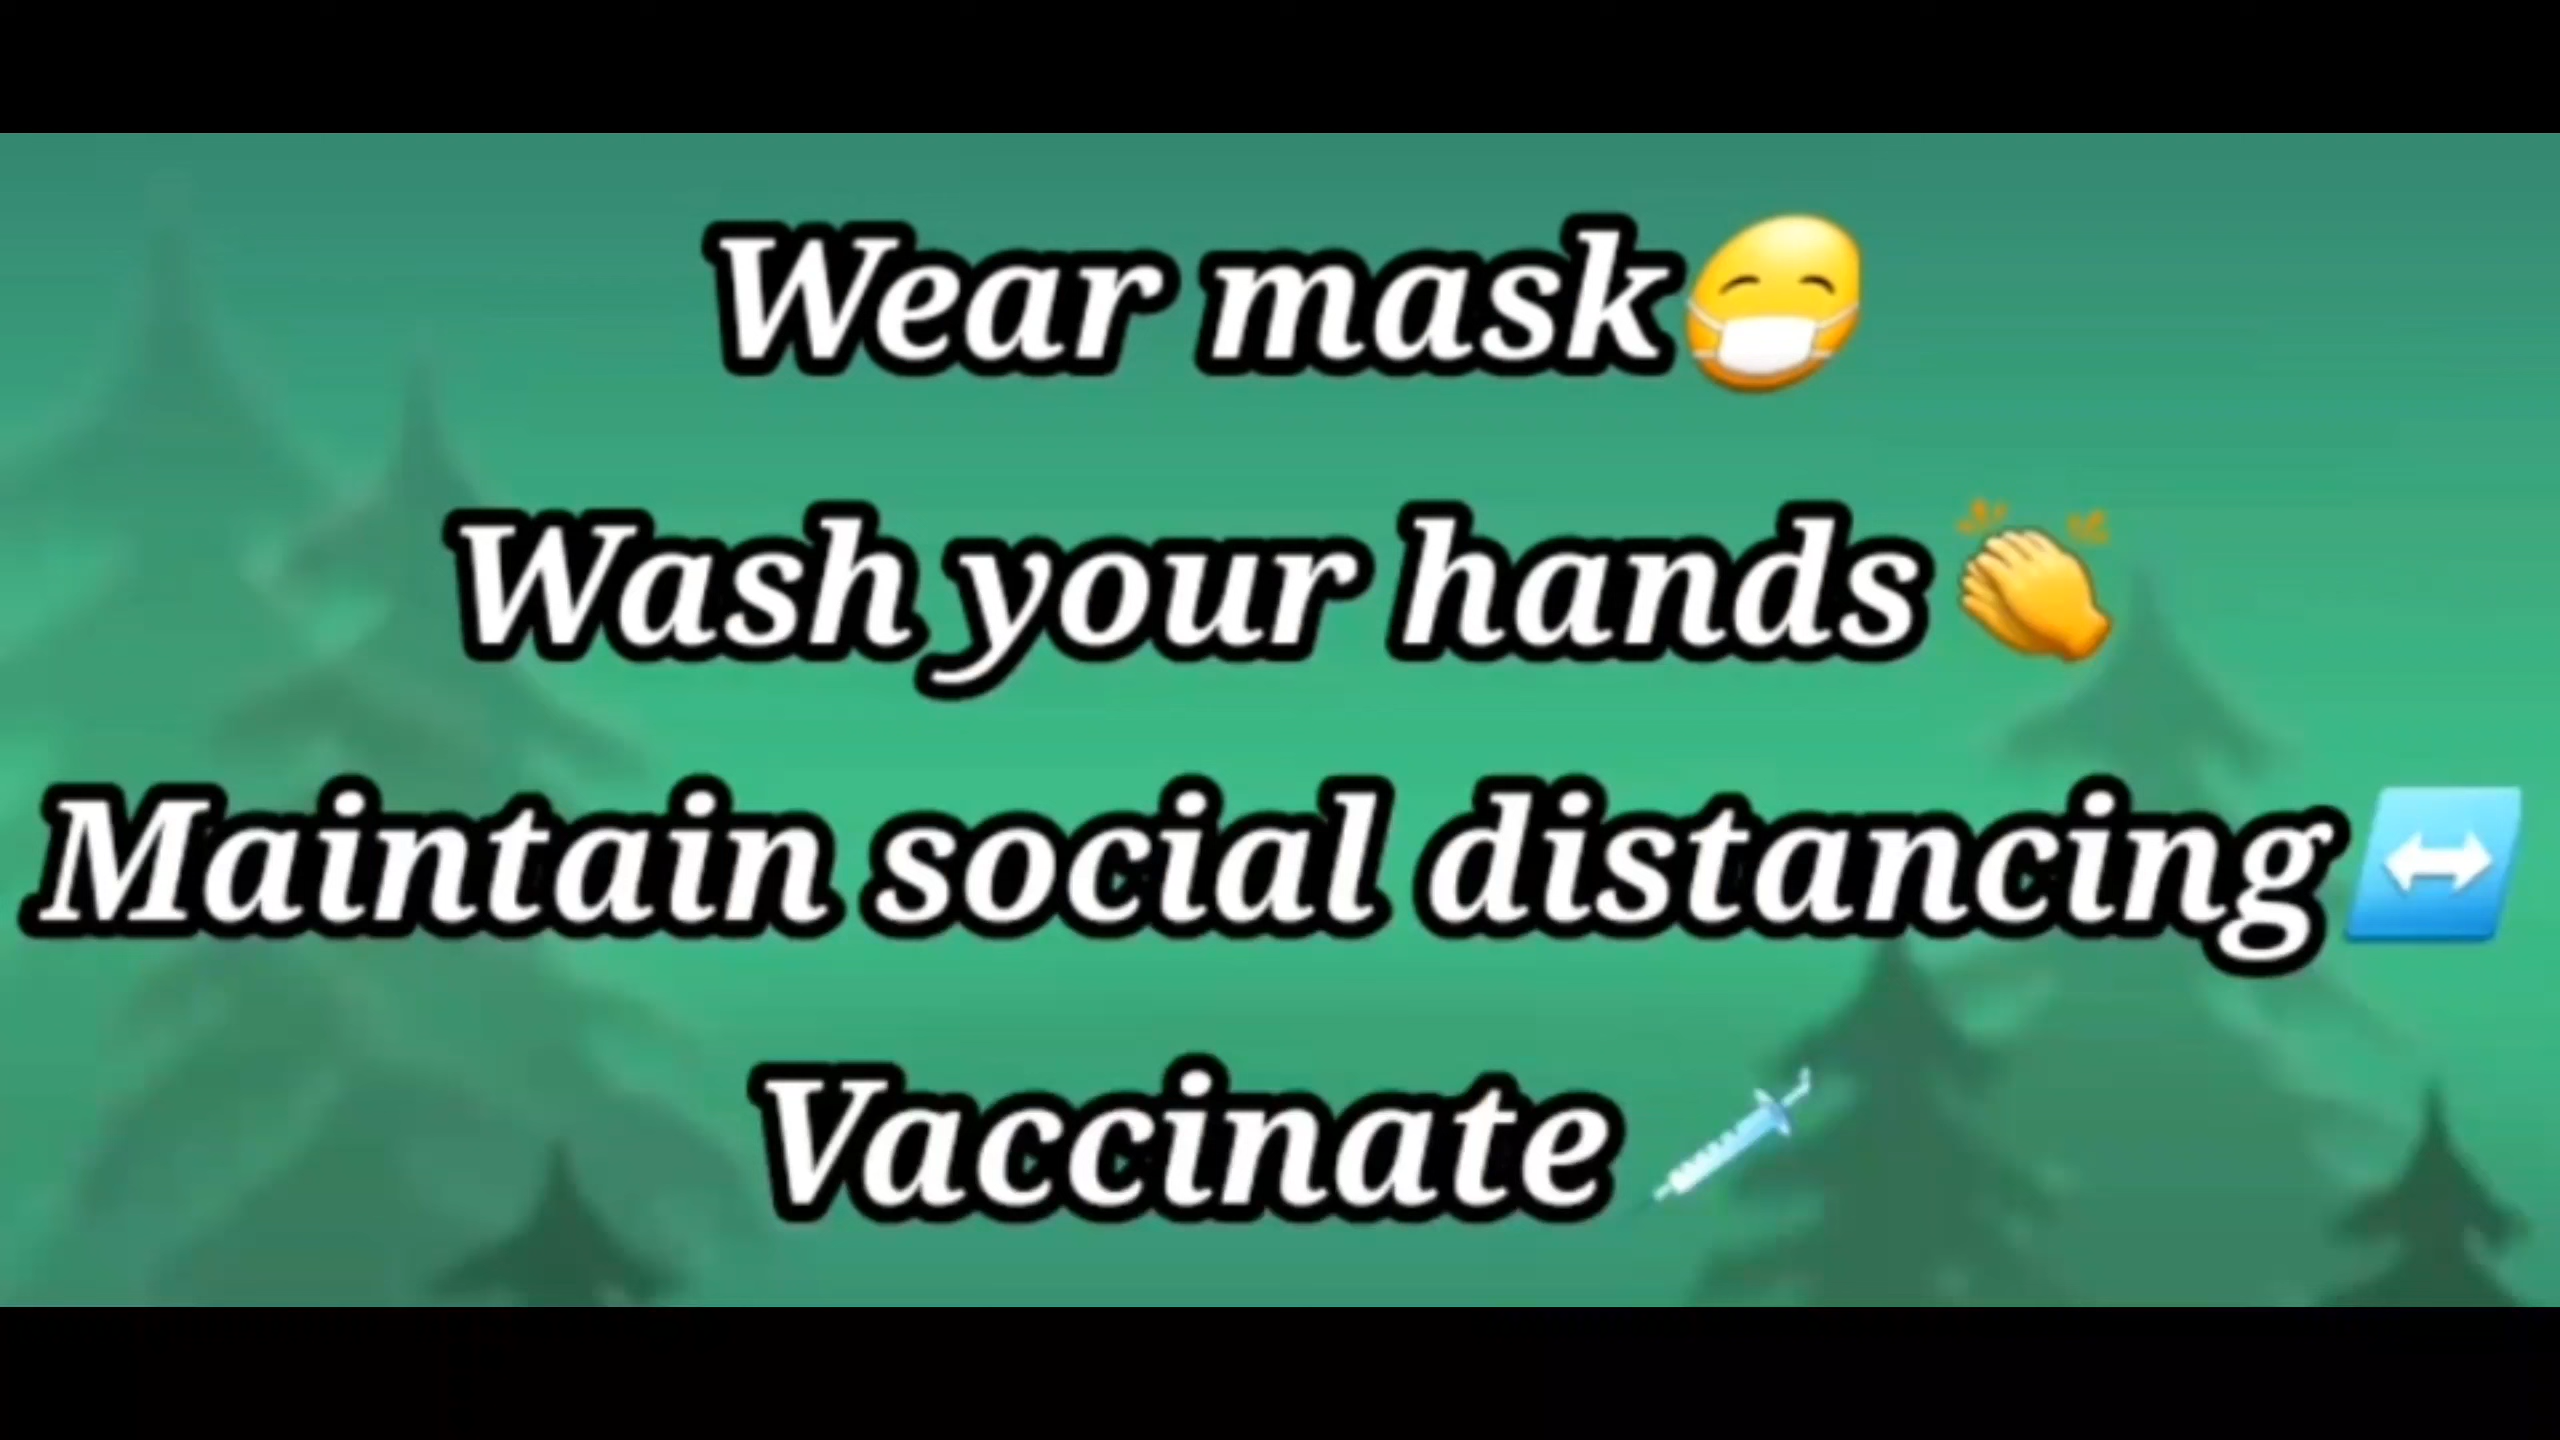 Wear mask😷
Wash your hands👏
Maintain social distancing↔️
Vaccinate💉